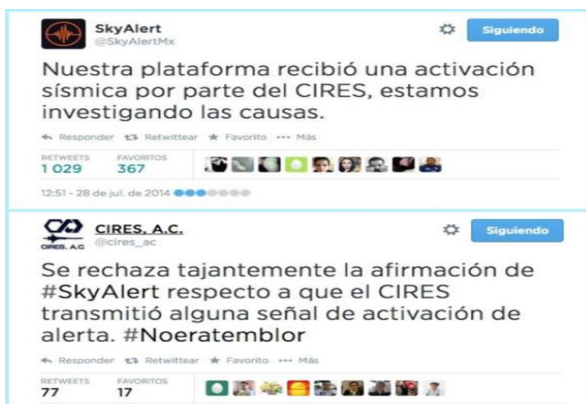 SkyAlert
@SkyAlertMx
Siguiendo
Nuestra plataforma recibió una activación
sísmica por parte del CIRES, estamos
investigando las causas.
Responder Retwittear Favorito Más
RETWEETS FAVORITOS
1 029 367
12:51 - 28 de jul. de 2014
CIRES, A.C.
CIRES, A.C.
@cires_ac
Siguiendo
Se rechaza tajantemente la afirmación de
#SkyAlert respecto a que el CIRES
transmitió alguna señal de activación de
alerta. #Noeratemblor
Responder Retwittear Favorito Más
RETWEETS FAVORITOS
77 17